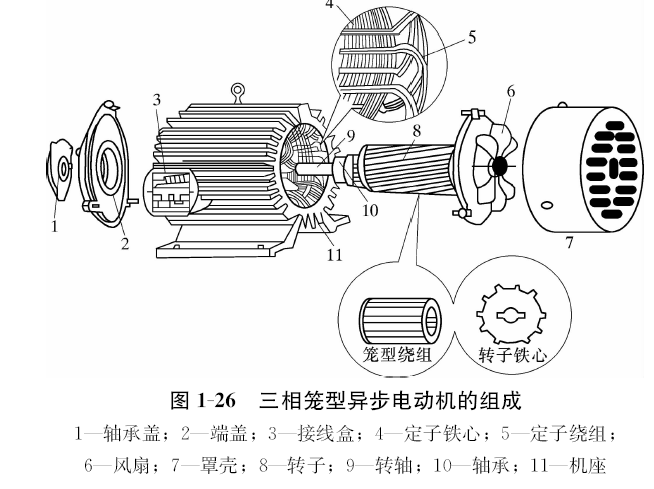 4
5
6
3
8
9
1
2
10
11
7
笼型绕组
转子铁心
图 1-26 三相笼型异步电动机的组成
1—轴承盖；2—端盖；3—接线盒；4—定子铁心；5—定子绕组；
6—风扇；7—罩壳；8—转子；9—转轴；10—轴承；11—机座